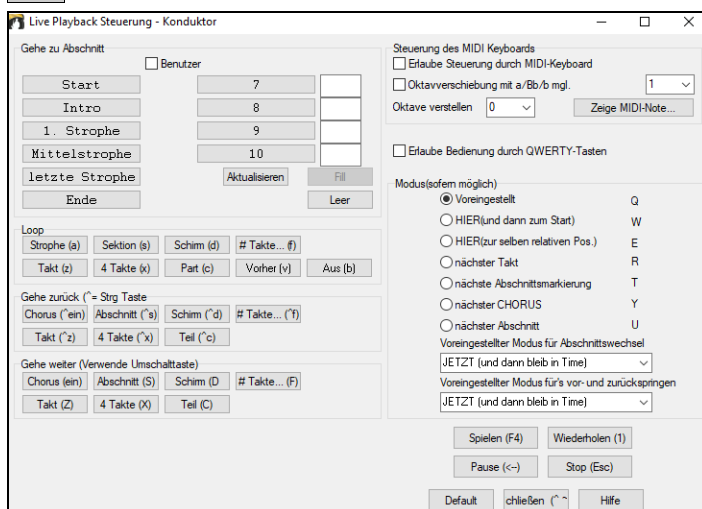 Live Playback Steuerung - Konduktor
Gehe zu Abschnitt
Benutzer
Start 7
Intro 8
1. Strophe 9
Mittelstrophe 10
letzte Strophe Aktualisieren Fill
Ende Leer
Loop
Strophe (a) Sektion (s) Schirm (d) # Takte... (f)
Takt (z) 4 Takte (x) Part (c) Vorher (v) Aus (b)
Gehe zurück (^= Strg Taste
Chorus (^ein) Abschnitt (^s) Schirm (^d) # Takte... (^f)
Takt (^z) 4 Takte (^x) Teil (^c)
Gehe weiter (Verwende Umschalttaste)
Chorus (ein) Abschnitt (S) Schirm (D # Takte... (F)
Takt (Z) 4 Takte (X) Teil (C)
Steuerung des MIDI Keyboards
Erlaube Steuerung durch MIDI-Keyboard
Oktavverschiebung mit a/Bb/b mgl. 1
Oktave verstellen 0 Zeige MIDI-Note...
Erlaube Bedienung durch QWERTY-Tasten
Modus(sofern möglich)
Voreingestellt Q
HIER(und dann zum Start) W
HIER(zur selben relativen Pos.) E
nächster Takt R
nächste Abschnittsmarkierung T
nächster CHORUS Y
nächster Abschnitt U
Voreingestellter Modus für Abschnittswechsel
JETZT (und dann bleib in Time)
Voreingestellter Modus für's vor- und zurückspringen
JETZT (und dann bleib in Time)
Spielen (F4) Wiederholen (1)
Pause (<--) Stop (Esc)
Default chließen (^ ^ Hilfe